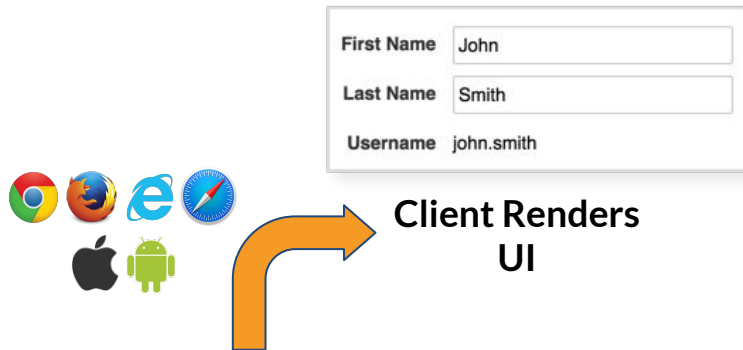 First Name John
Last Name Smith
Username john.smith
Client Renders
UI